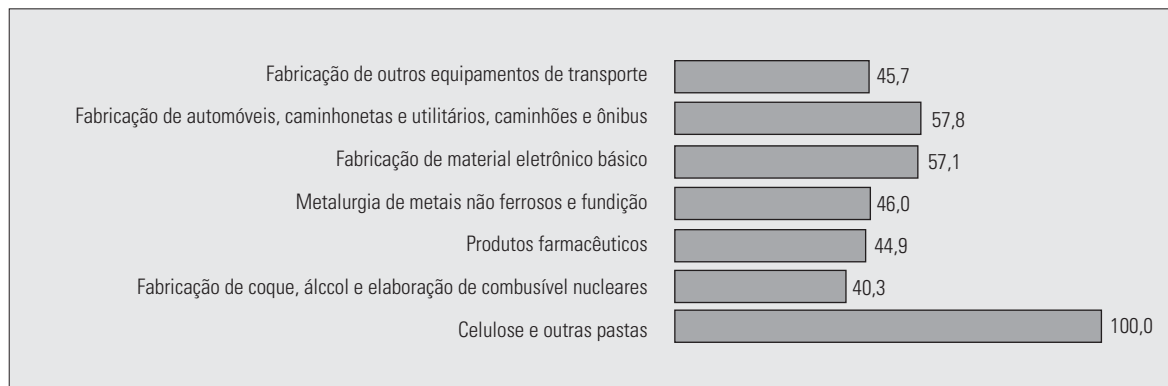 Fabricação de outros equipamentos de transporte 45,7
Fabricação de automóveis, caminhonetas e utilitários, caminhões e ônibus 57,8
Fabricação de material eletrônico básico 57,1
Metalurgia de metais não ferrosos e fundição 46,0
Produtos farmacêuticos 44,9
Fabricação de coque, álccol e elaboração de combusível nucleares 40,3
Celulose e outras pastas 100,0